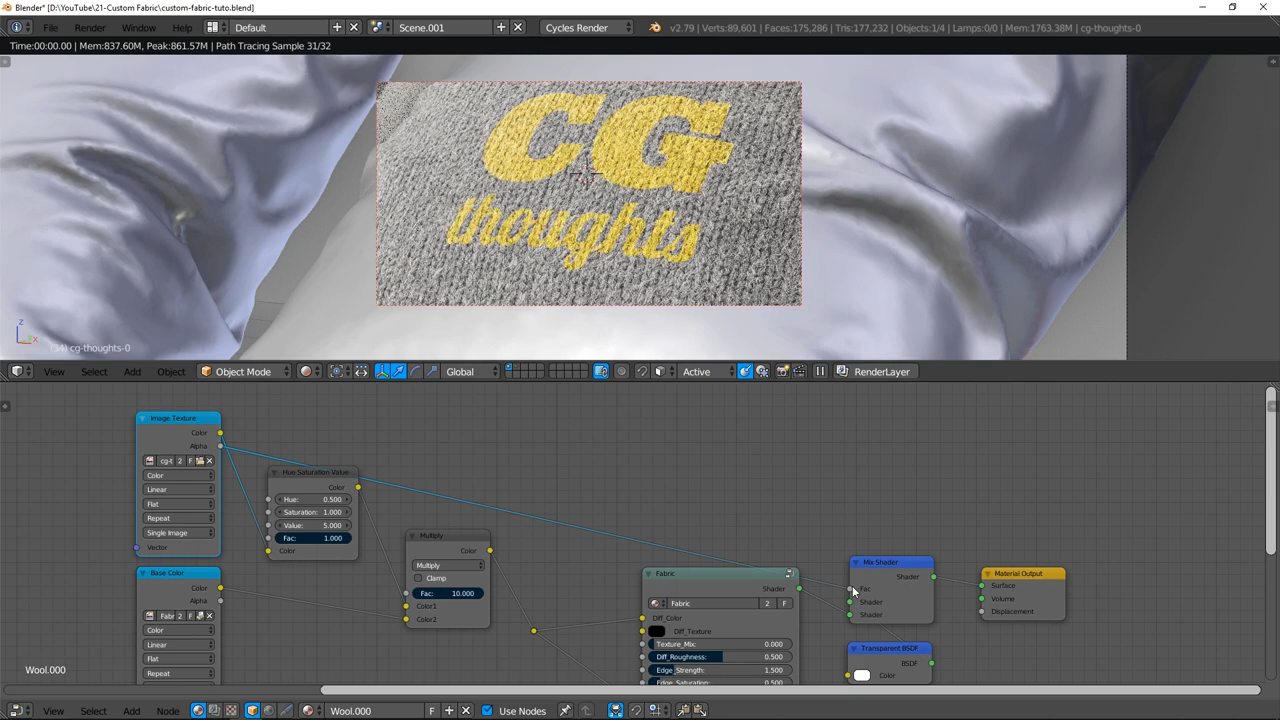 Blender* [D:\YouTube\21-Custom Fabric\custom-fabric-tuto.blend]
File Render Window Help Default Scene.001 Cycles Render v2.79 | Verts:89,601 | Faces:175,286 | Tris:177,232 | Objects:1/4 | Lamps:0/0 | Mem:1763.38M | cg-thoughts-0
Time:00:00.00 | Mem:837.60M, Peak:861.57M | Path Tracing Sample 31/32
CG
thoughts
z
x
cg-thoughts-0
View Select Add Object Object Mode Global Active RenderLayer
Image Texture
Color
Alpha
cg-t 2 F
Color
Linear
Flat
Repeat
Single Image
Vector
Hue Saturation Value
Color
Hue: 0.500
Saturation: 1.000
Value: 5.000
Fac: 1.000
Color
Multiply
Color
Multiply
Clamp
Fac: 10.000
Color1
Color2
Base Color
Color
Alpha
Fabr 2 F
Color
Linear
Flat
Repeat
Fabric
Shader
Fabric 2 F
Diff_Color
Diff_Texture
Texture_Mix: 0.000
Diff_Roughness: 0.500
Edge Strength: 1.500
Edge_Saturation: 0.500
Mix Shader
Shader
Fac
Shader
Shader
Transparent BSDF
BSDF
Color
Material Output
Surface
Volume
Displacement
Wool.000
View Select Add Node Wool.000 F Use Nodes